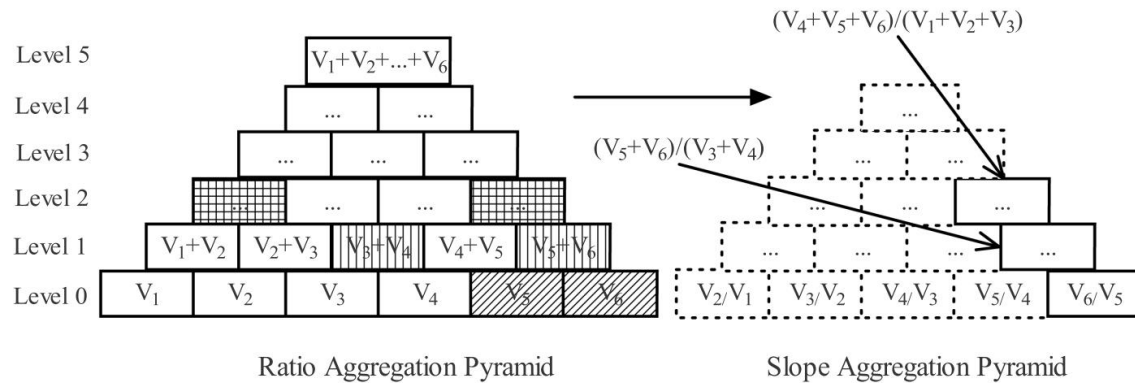 (V₄+V₅+V₆)/(V₁+V₂+V₃)
Level 5
V₁+V₂+...+V₆
Level 4
...
...
...
Level 3
...
...
...
(V₅+V₆)/(V₃+V₄)
...
...
Level 2
...
...
...
...
...
...
...
Level 1
V₁+V₂
V₂+V₃
V₃+V₄
V₄+V₅
V₅+V₆
...
...
...
...
Level 0
V₁
V₂
V₃
V₄
V₅
V₆
V₂/V₁
V₃/V₂
V₄/V₃
V₅/V₄
V₆/V₅
Ratio Aggregation Pyramid
Slope Aggregation Pyramid